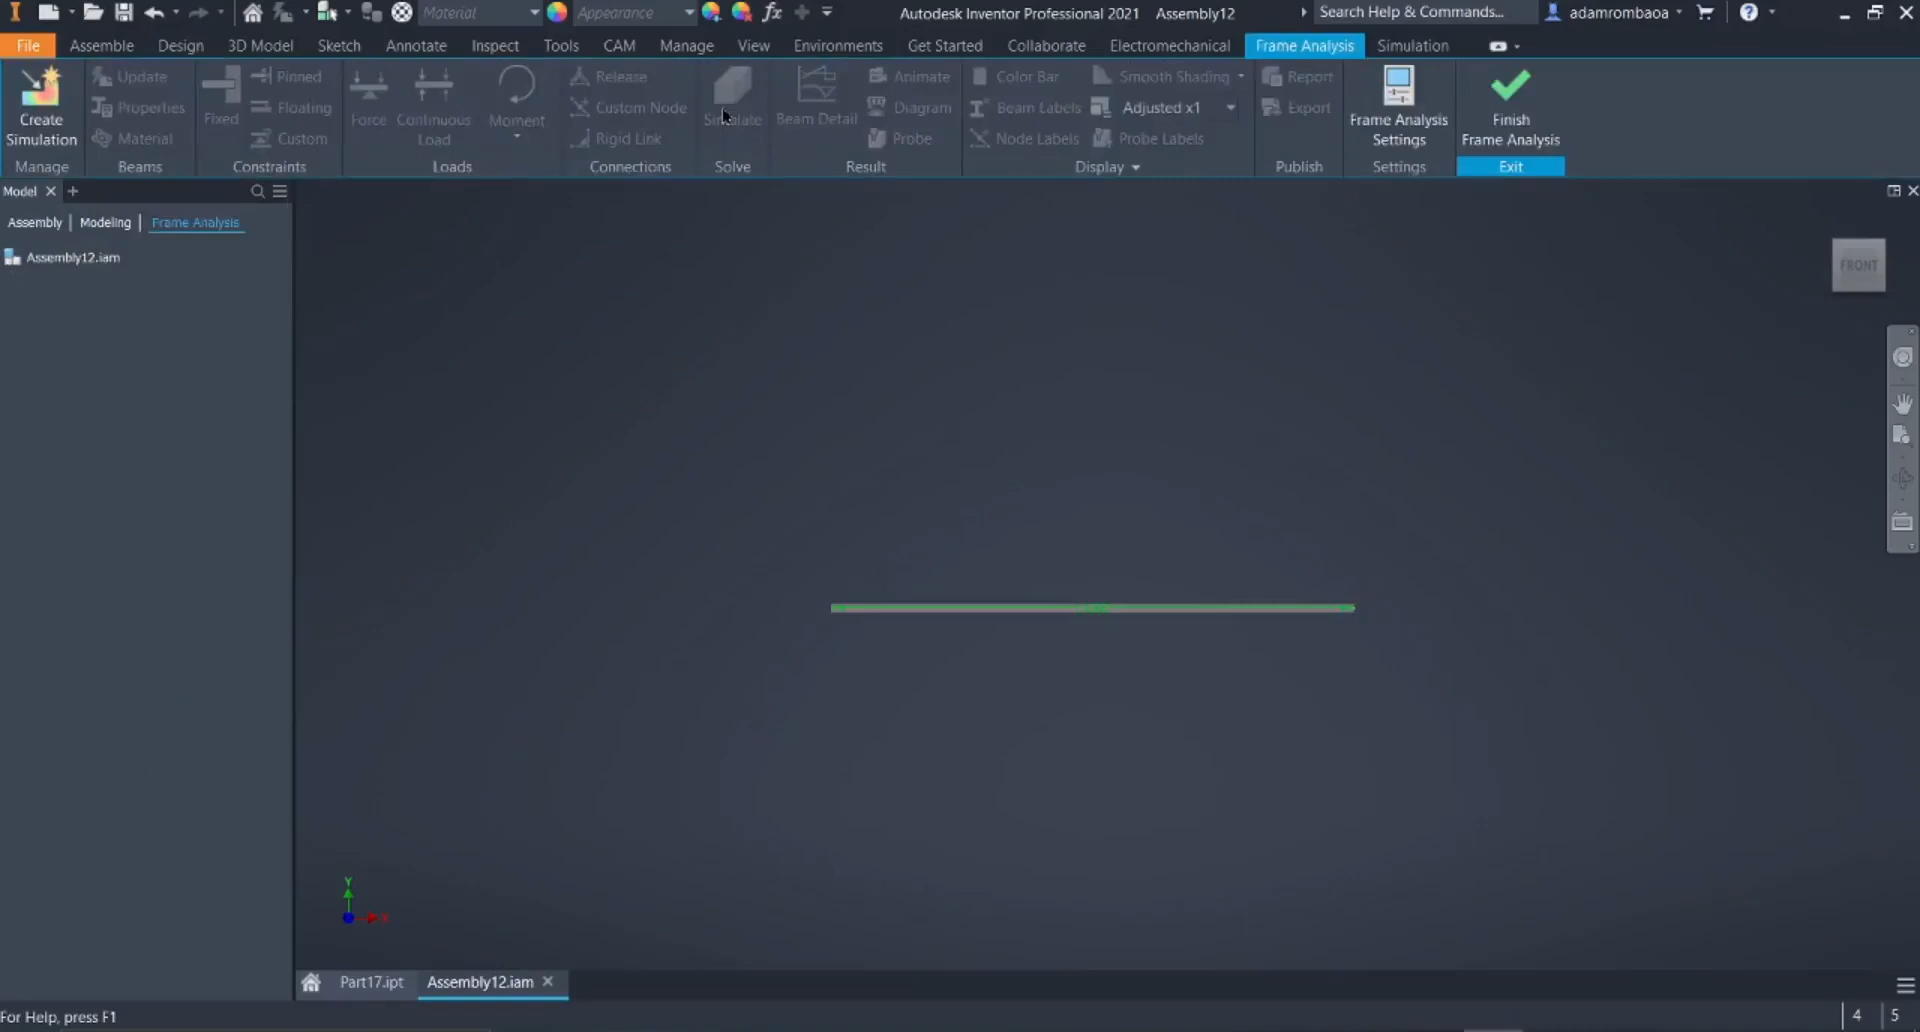 Material
Appearance
fx
Autodesk Inventor Professional 2021 Assembly12
Search Help & Commands...
adamrombaoa
File Assemble Design 3D Model Sketch Annotate Inspect Tools CAM Manage View Environments Get Started Collaborate Electromechanical Frame Analysis Simulation
Create Simulation
Manage
Update
Properties
Material
Beams
Fixed
Pinned
Floating
Custom
Constraints
Force
Continuous Load
Moment
Loads
Release
Custom Node
Rigid Link
Connections
Simulate
Solve
Beam Detail
Animate
Diagram
Probe
Result
Color Bar
Beam Labels
Node Labels
Smooth Shading
Adjusted x1
Probe Labels
Display
Report
Export
Publish
Frame Analysis Settings
Settings
Finish Frame Analysis
Exit
Model
Assembly | Modeling | Frame Analysis
Assembly12.iam
FRONT
Y
X
Part17.ipt Assembly12.iam
For Help, press F1
4 5